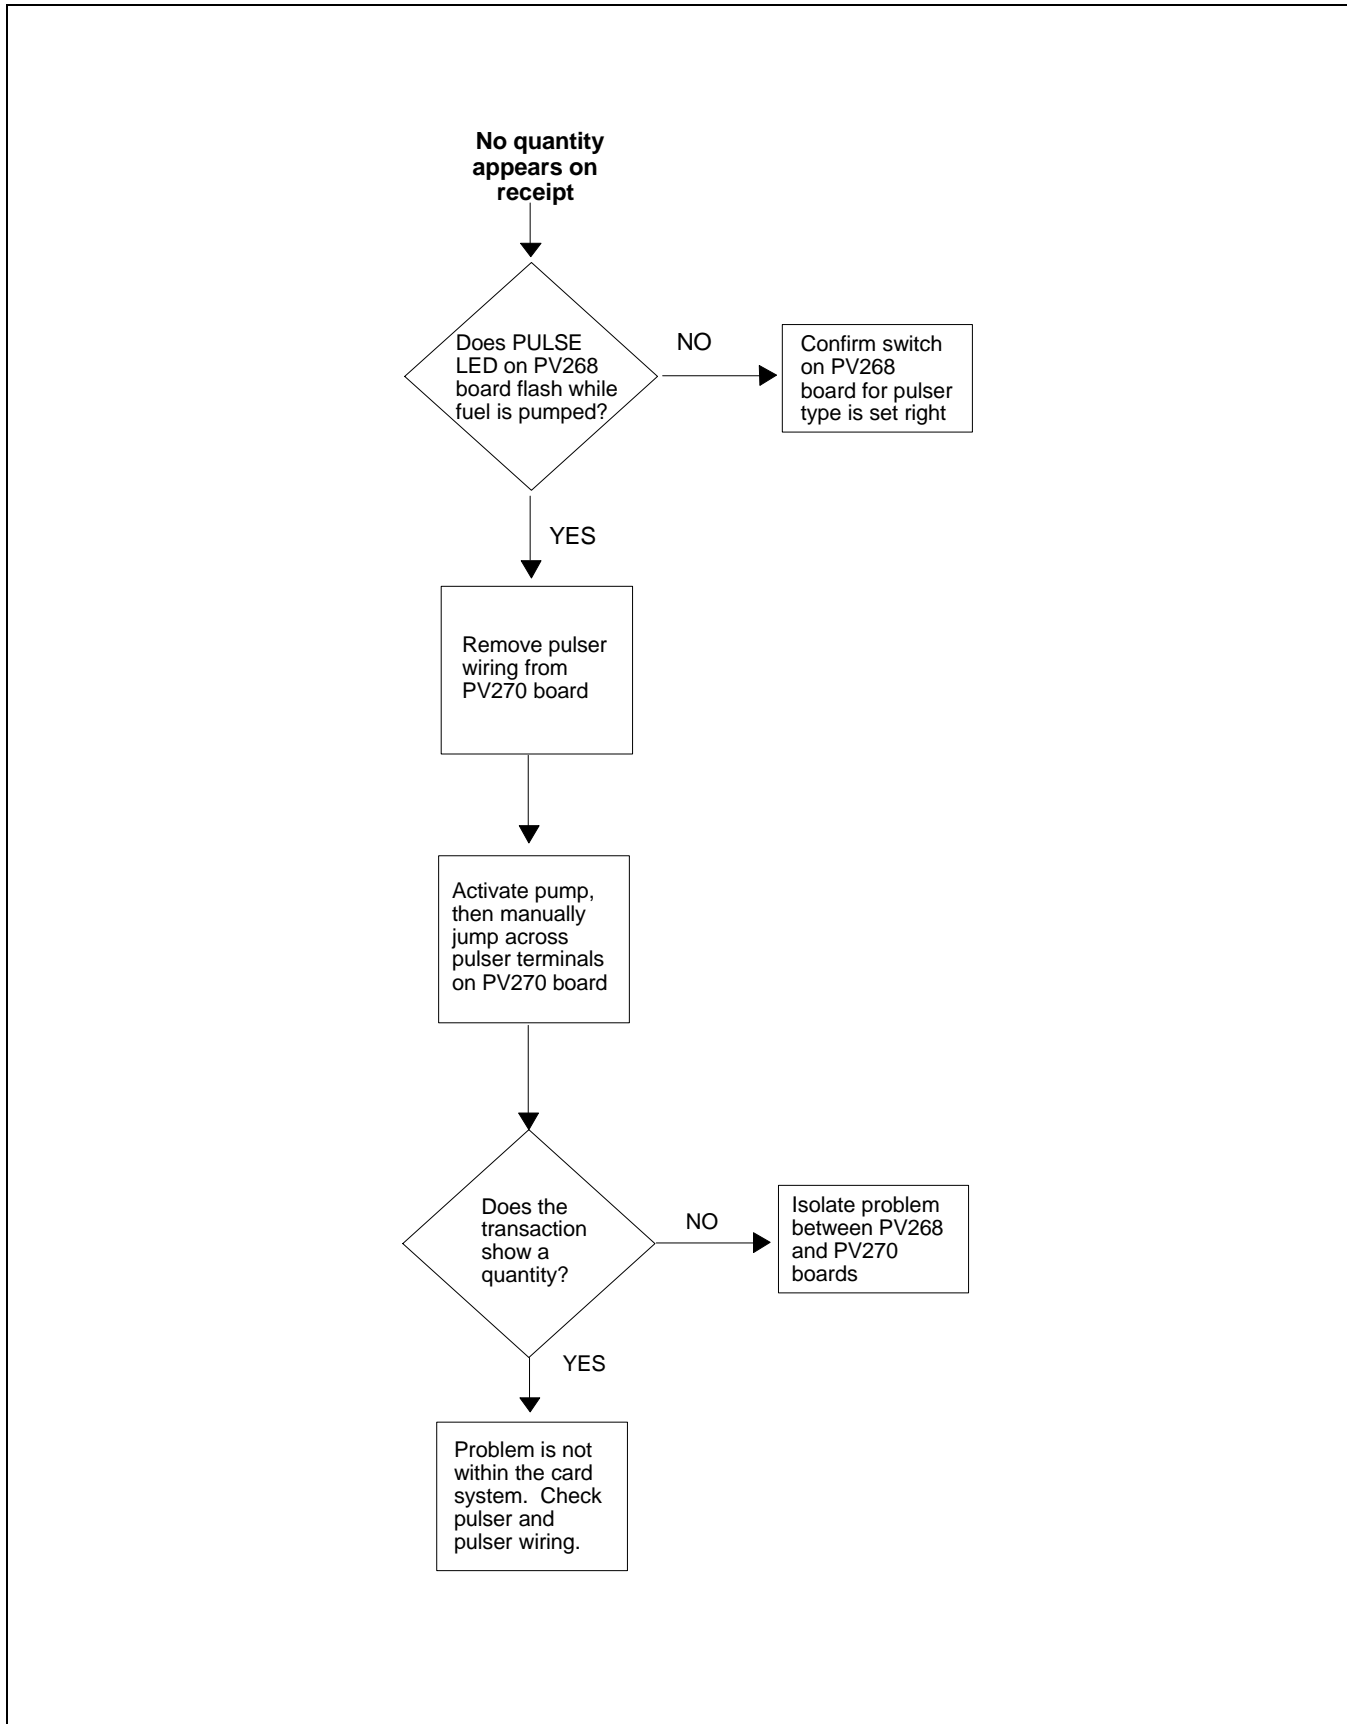 No quantity
appears on
receipt
Does PULSE
LED on PV268
board flash while
fuel is pumped?
NO
Confirm switch
on PV268
board for pulser
type is set right
YES
Remove pulser
wiring from
PV270 board
Activate pump,
then manually
jump across
pulser terminals
on PV270 board
Does the
transaction
show a
quantity?
NO
Isolate problem
between PV268
and PV270
boards
YES
Problem is not
within the card
system.  Check
pulser and
pulser wiring.